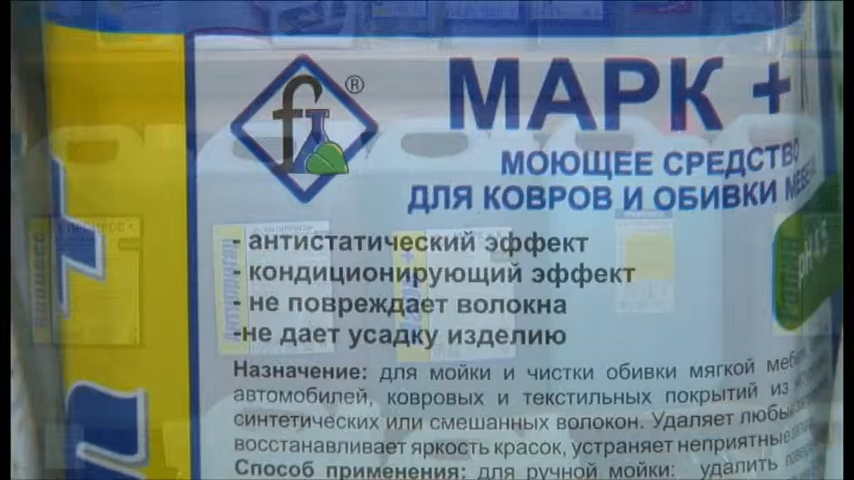 МАРК +
МОЮЩЕЕ СРЕДСТВО
ДЛЯ КОВРОВ И ОБИВКИ МЕБЕЛИ
- антистатический эффект
- кондиционирующий эффект
- не повреждает волокна
-не дает усадку изделию
Назначение: для мойки и чистки обивки мягкой
автомобилей, ковровых и текстильных покрытий из
синтетических или смешанных волокон. Удаляет
восстанавливает яркость красок, устраняет неприятные
Способ применения: для ручной мойки: удалить